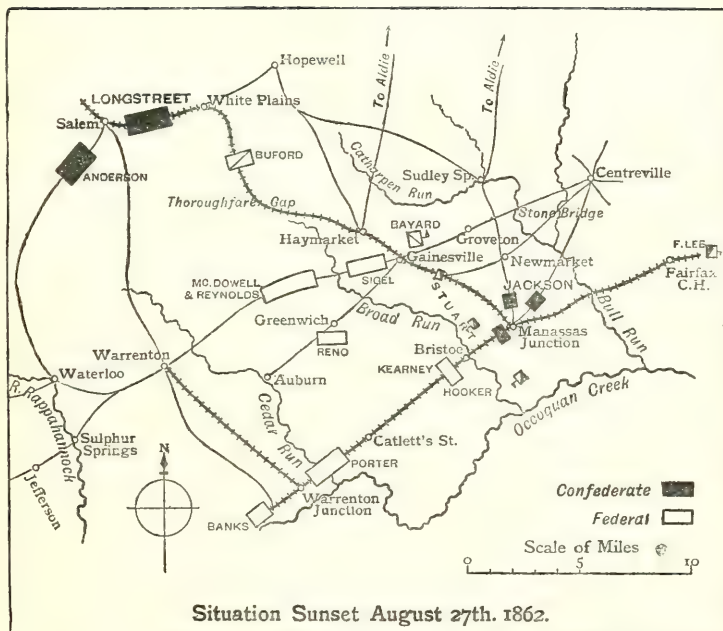 Hopewell
To Aldie
To Aldie
LONGSTREET
White Plains
Salem
BUFORD
ANDERSON
Catharpen Run
Sudley Sp.
Centreville
Thoroughfare Gap
Stone Bridge
BAYARD
Haymarket
Groveton
Gainesville
Newmarket
F. LEE
Fairfax
C.H.
MC. DOWELL
& REYNOLDS
SIGEL
STUART
JACKSON
Greenwich
Broad Run
Manassas
Junction
Bull Run
RENO
Bristoe
Warrenton
KEARNEY
Waterloo
Auburn
HOOKER
R. Rappahannock
Cedar Run
Occoquan Creek
Catlett's St.
Sulphur
Springs
N
PORTER
Jefferson
Warrenton
Junction
BANKS
Confederate
Federal
Scale of Miles
0 5 10
Situation Sunset August 27th. 1862.